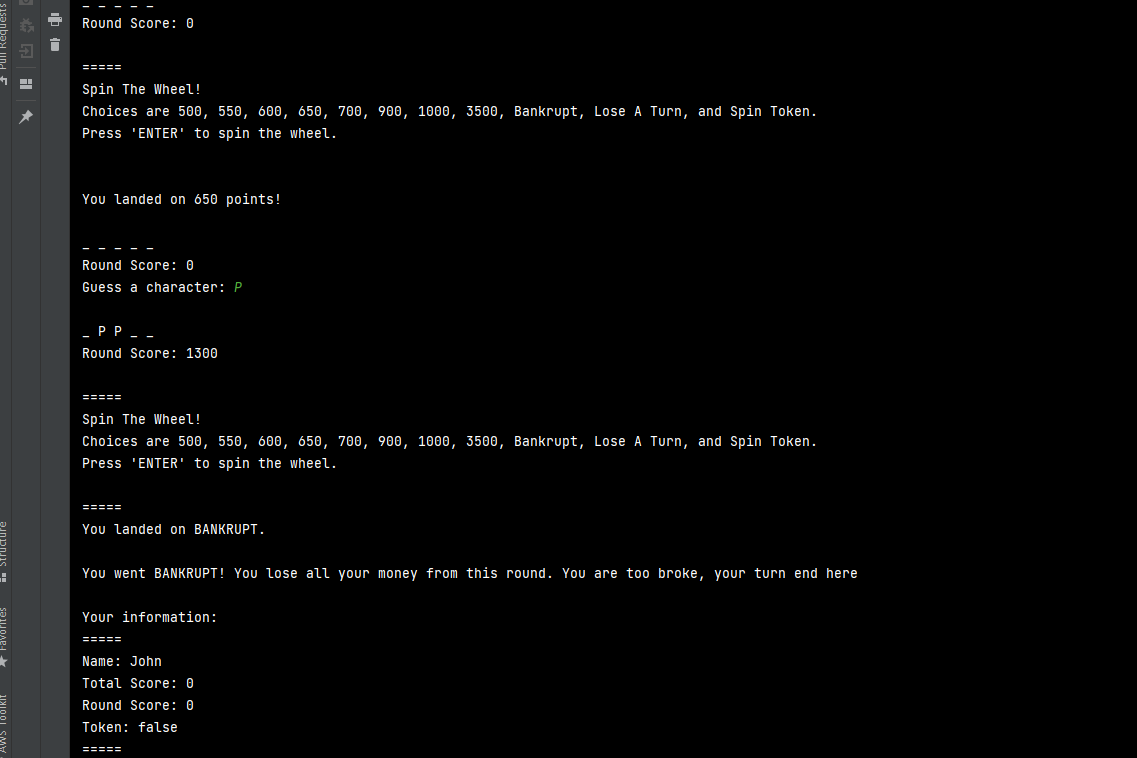 _ _ _ _ _
Round Score: 0
=====
Spin The Wheel!
Choices are 500, 550, 600, 650, 700, 900, 1000, 3500, Bankrupt, Lose A Turn, and Spin Token.
Press 'ENTER' to spin the wheel.
You landed on 650 points!
_ _ _ _ _
Round Score: 0
Guess a character: P
_ P P _ _
Round Score: 1300
=====
Spin The Wheel!
Choices are 500, 550, 600, 650, 700, 900, 1000, 3500, Bankrupt, Lose A Turn, and Spin Token.
Press 'ENTER' to spin the wheel.
=====
You landed on BANKRUPT.
You went BANKRUPT! You lose all your money from this round. You are too broke, your turn end here
Your information:
=====
Name: John
Total Score: 0
Round Score: 0
Token: false
=====
Pull Requests
Structure
Favorites
AWS Toolkit